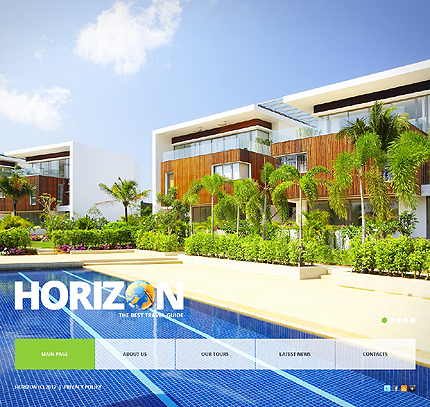 HORIZON
THE BEST TRAVEL GUIDE
MAIN PAGE
ABOUT US
OUR TOURS
LATEST NEWS
CONTACTS
HORIZON (C) 2012 | PRIVACY POLICY